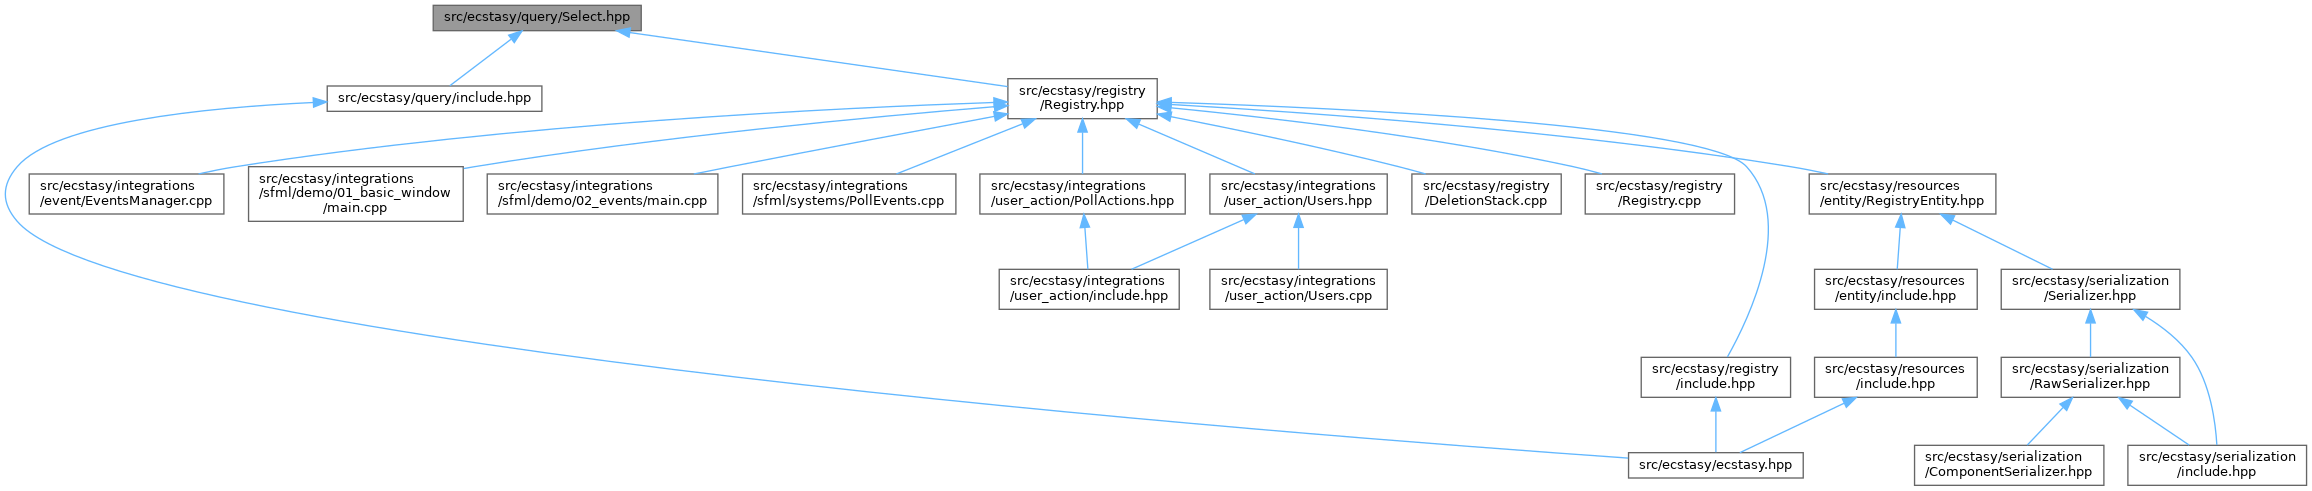 src/ecstasy/query/Select.hpp
src/ecstasy/query/include.hpp
src/ecstasy/registry
/Registry.hpp
src/ecstasy/integrations
/event/EventsManager.cpp
src/ecstasy/integrations
/sfml/demo/01_basic_window
/main.cpp
src/ecstasy/integrations
/sfml/demo/02_events/main.cpp
src/ecstasy/integrations
/sfml/systems/PollEvents.cpp
src/ecstasy/integrations
/user_action/PollActions.hpp
src/ecstasy/integrations
/user_action/Users.hpp
src/ecstasy/registry
/DeletionStack.cpp
src/ecstasy/registry
/Registry.cpp
src/ecstasy/resources
/entity/RegistryEntity.hpp
src/ecstasy/integrations
/user_action/include.hpp
src/ecstasy/integrations
/user_action/Users.cpp
src/ecstasy/resources
/entity/include.hpp
src/ecstasy/serialization
/Serializer.hpp
src/ecstasy/registry
/include.hpp
src/ecstasy/resources
/include.hpp
src/ecstasy/serialization
/RawSerializer.hpp
src/ecstasy/ecstasy.hpp
src/ecstasy/serialization
/ComponentSerializer.hpp
src/ecstasy/serialization
/include.hpp